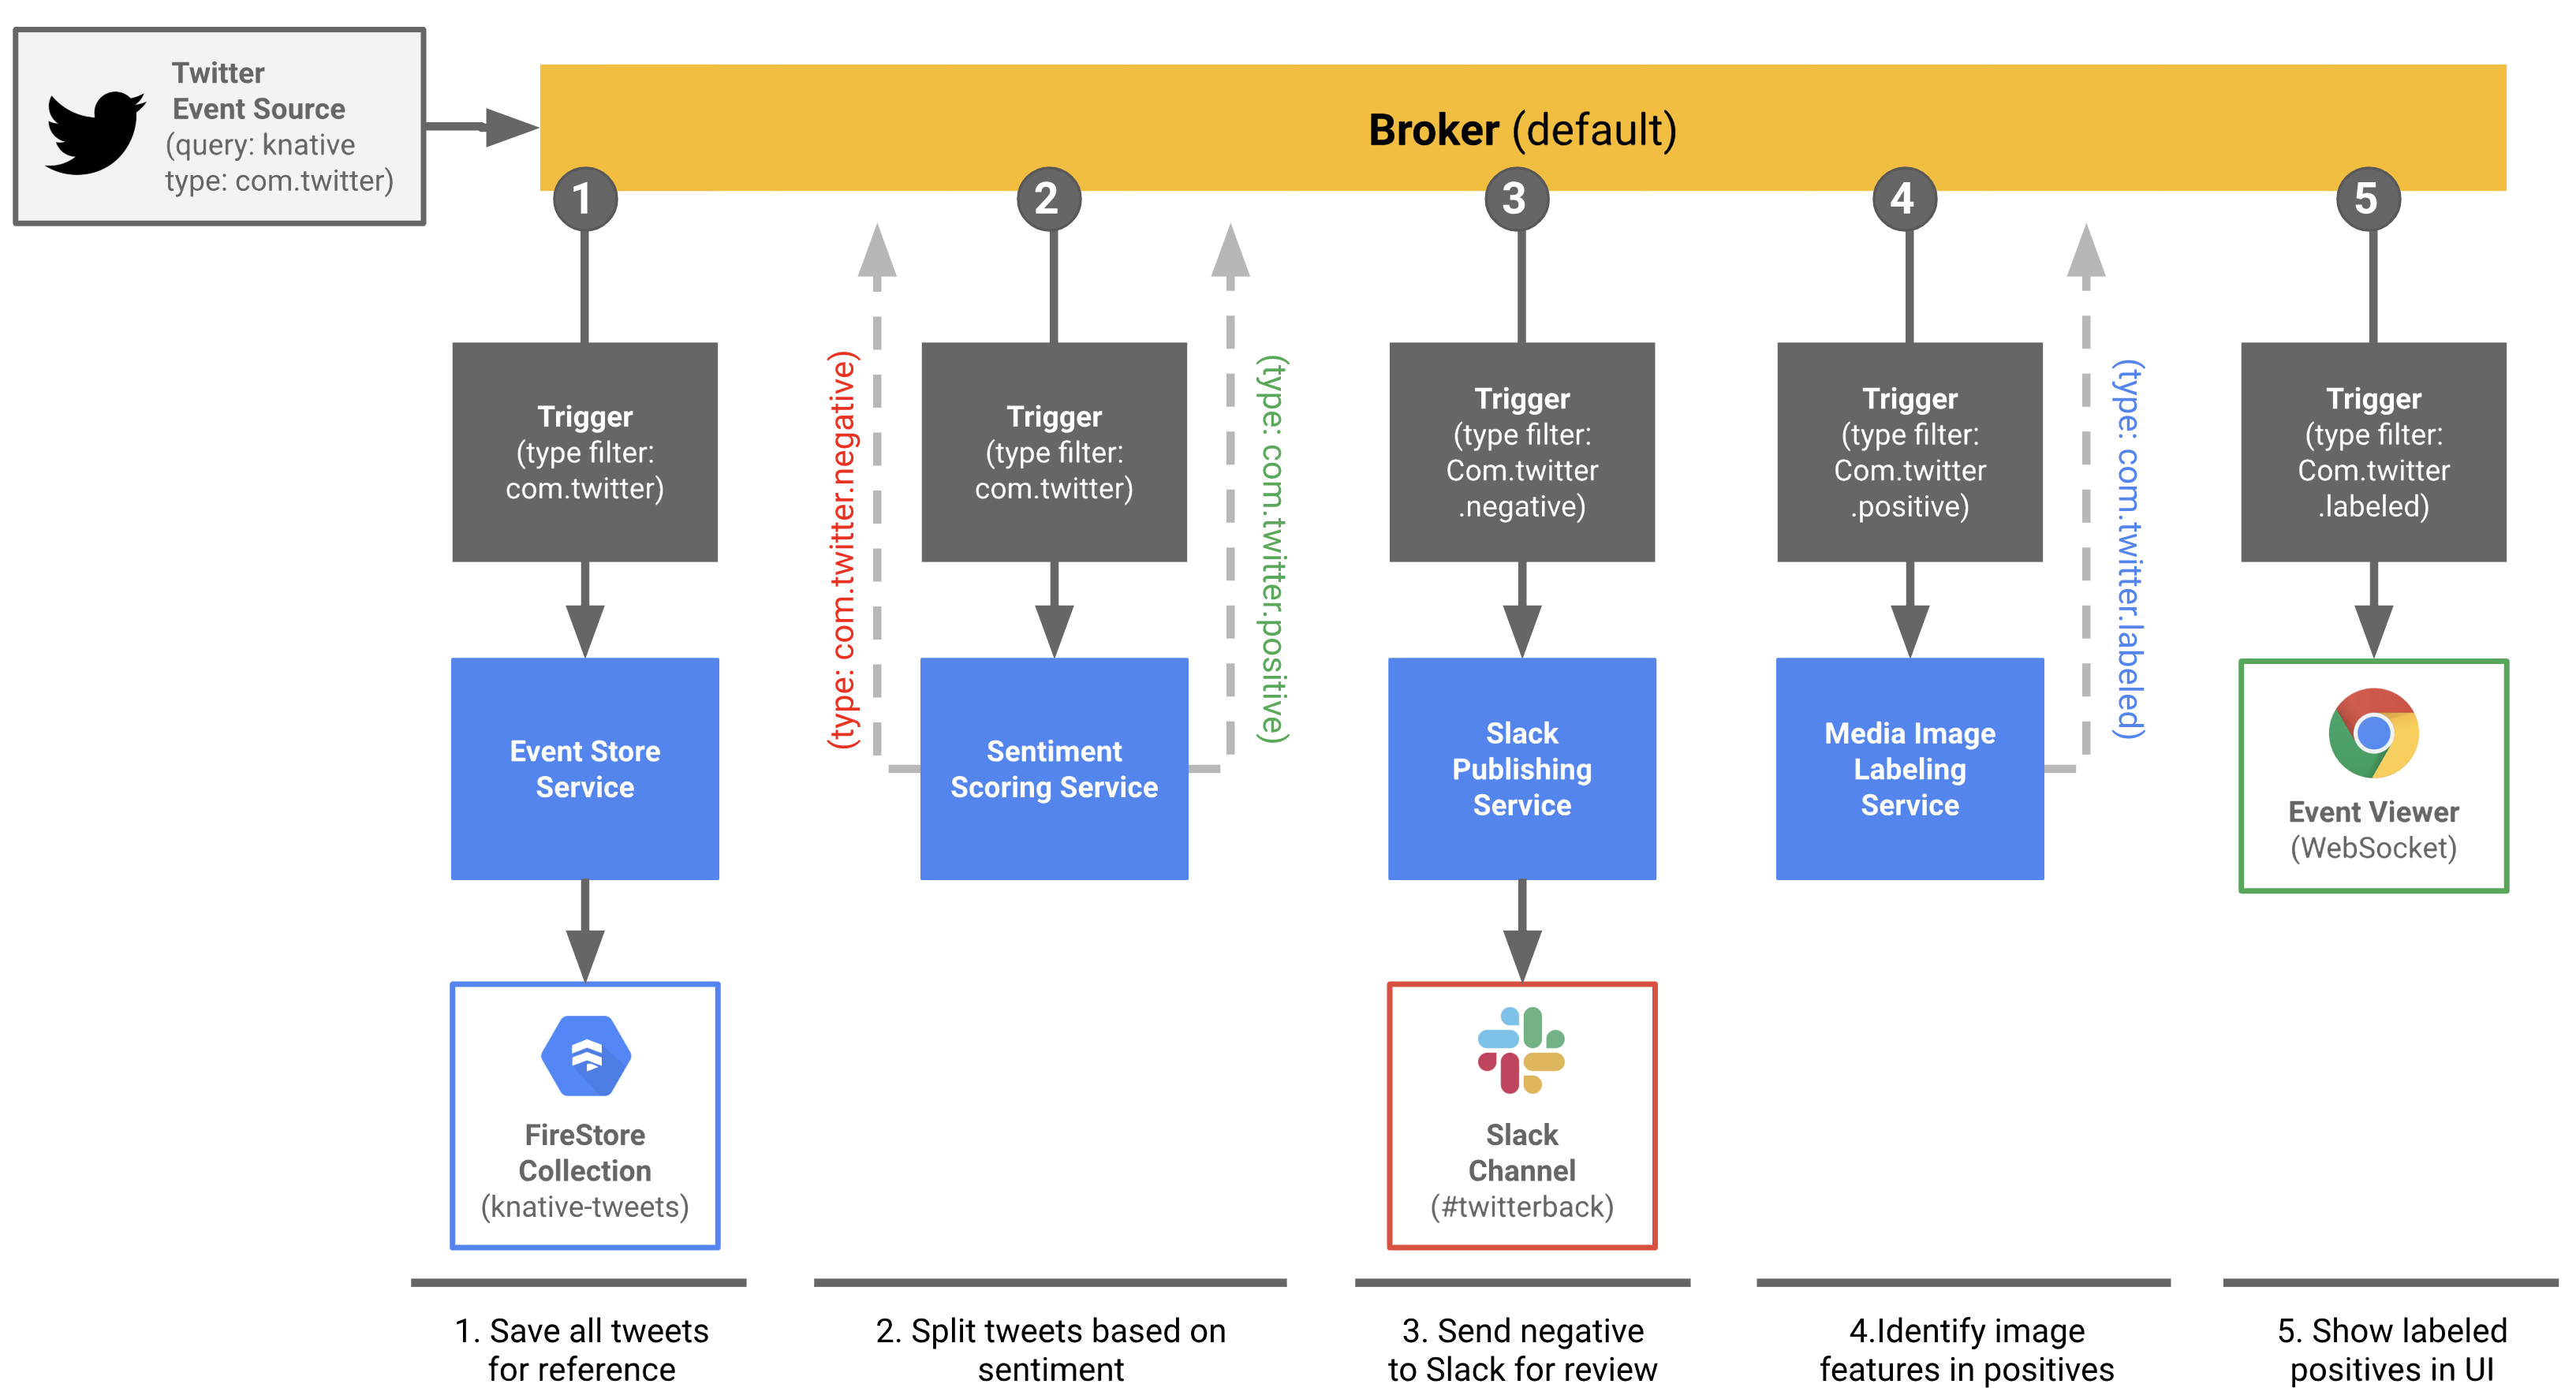 Twitter
Event Source
(query: knative
type: com.twitter)
Broker (default)
1
2
3
4
5
Trigger
(type filter:
com.twitter)
(type: com.twitter.negative)
Trigger
(type filter:
com.twitter)
(type: com.twitter.positive)
Trigger
(type filter:
Com.twitter
.negative)
Trigger
(type filter:
Com.twitter
.positive)
(type: com.twitter.labeled)
Trigger
(type filter:
Com.twitter
.labeled)
Event Store
Service
Sentiment
Scoring Service
Slack
Publishing
Service
Media Image
Labeling
Service
Event Viewer
(WebSocket)
FireStore
Collection
(knative-tweets)
Slack
Channel
(#twitterback)
1. Save all tweets
for reference
2. Split tweets based on
sentiment
3. Send negative
to Slack for review
4.Identify image
features in positives
5. Show labeled
positives in UI